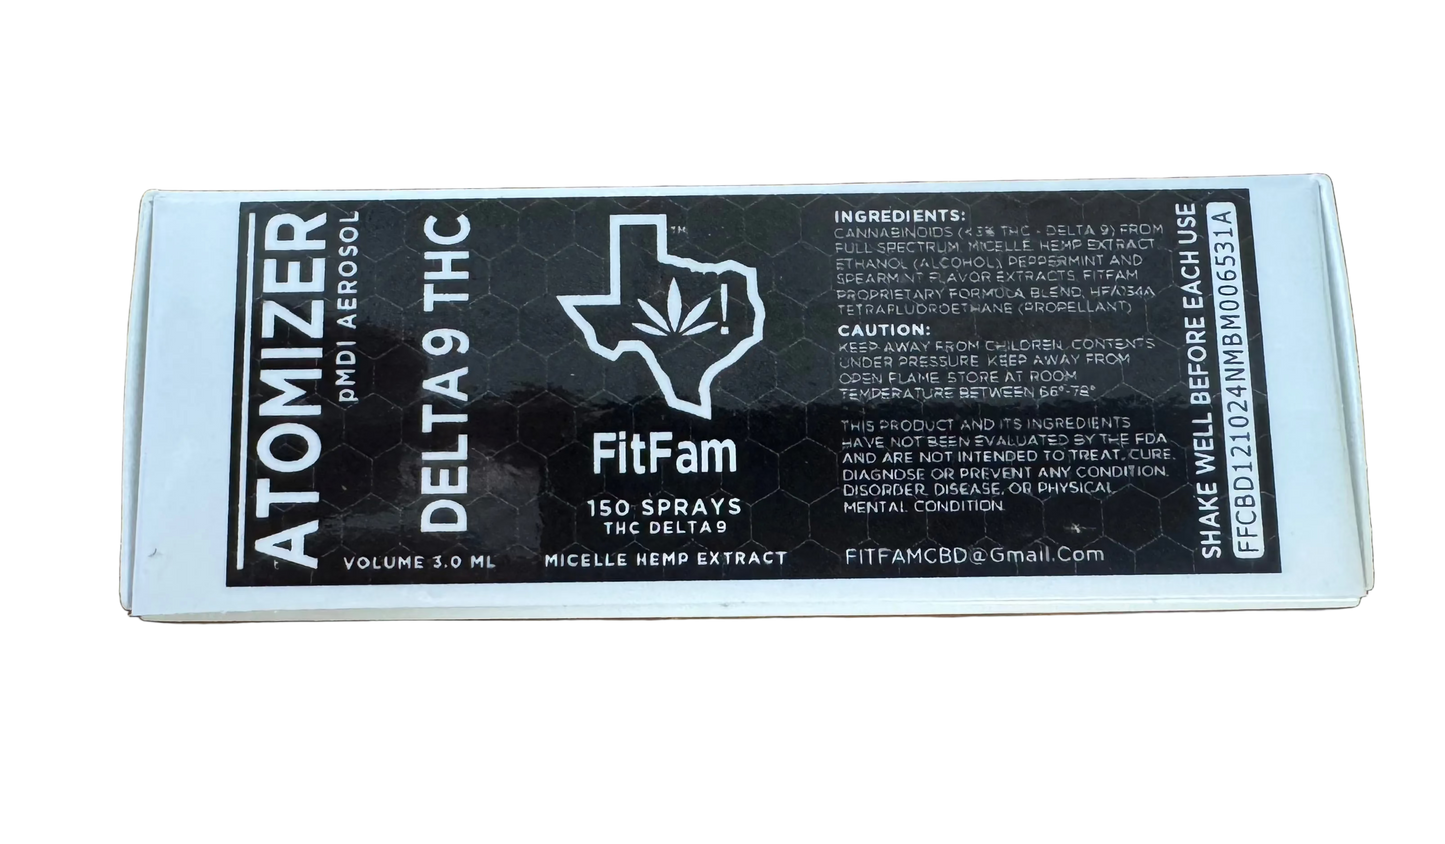 ATOMIZER
pMDI AEROSOL
DELTA 9 THC
VOLUME 3.0 ML
TM
!
FitFam
150 SPRAYS
THC DELTA 9
MICELLE HEMP EXTRACT
INGREDIENTS:
CANNABINOIDS (<.3% THC - DELTA 9) FROM
FULL SPECTRUM MICELLE HEMP EXTRACT
ETHANOL (ALCOHOL), PEPPERMINT AND
SPEARMINT FLAVOR EXTRACTS, FITFAM
PROPRIETARY FORMULA BLEND,
TETRAFLUOROETHANE (PROPELLANT)
CAUTION:
KEEP AWAY FROM CHILDREN. CONTENTS
UNDER PRESSURE. KEEP AWAY FROM
OPEN FLAME. STORE AT ROOM
TEMPERATURE BETWEEN 66°-78°
THIS PRODUCT AND ITS INGREDIENTS
HAVE NOT BEEN EVALUATED BY THE FDA
AND ARE NOT INTENDED TO TREAT, CURE,
DIAGNOSE OR PREVENT ANY CONDITION,
DISORDER, DISEASE, OR PHYSICAL
MENTAL CONDITION.
FITFAMCBD@Gmail.Com
SHAKE WELL BEFORE EACH USE
FFCBD121024NMBM006531A